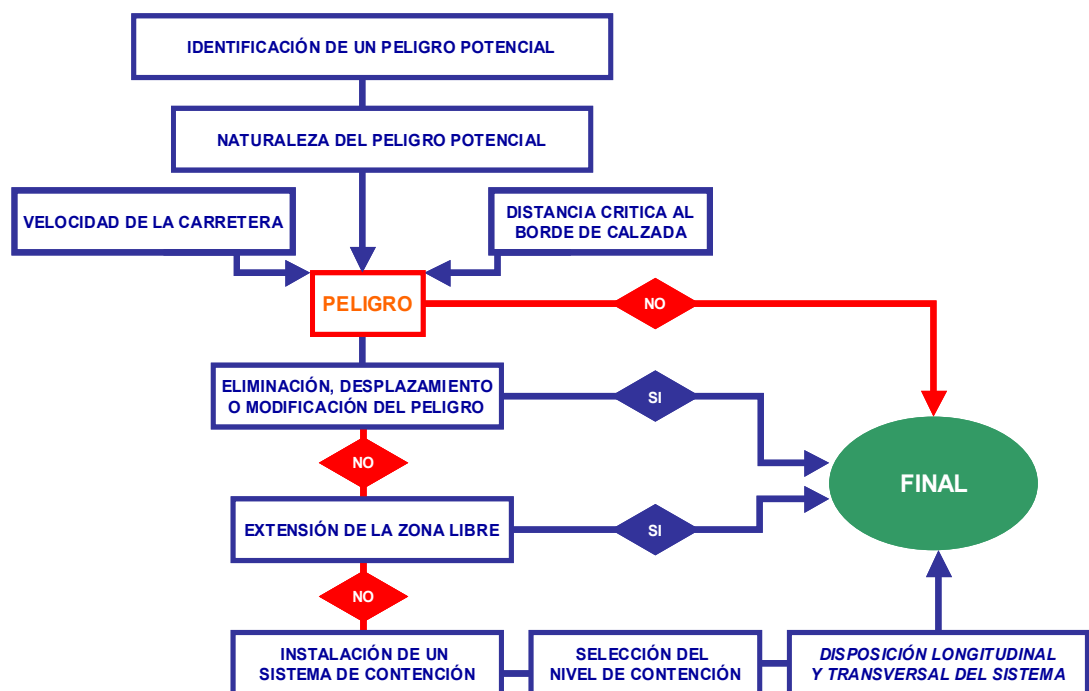 IDENTIFICACIÓN DE UN PELIGRO POTENCIAL
NATURALEZA DEL PELIGRO POTENCIAL
VELOCIDAD DE LA CARRETERA
DISTANCIA CRITICA AL
BORDE DE CALZADA
PELIGRO
NO
ELIMINACIÓN, DESPLAZAMIENTO
O MODIFICACIÓN DEL PELIGRO
SI
NO
FINAL
EXTENSIÓN DE LA ZONA LIBRE
SI
NO
INSTALACIÓN DE UN
SISTEMA DE CONTENCIÓN
SELECCIÓN DEL
NIVEL DE CONTENCIÓN
DISPOSICIÓN LONGITUDINAL
Y TRANSVERSAL DEL SISTEMA